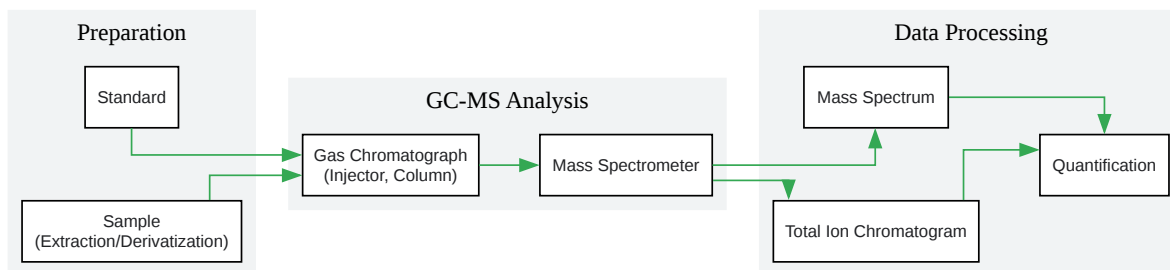 Preparation
Standard
Sample
(Extraction/Derivatization)
GC-MS Analysis
Gas Chromatograph
(Injector, Column)
Mass Spectrometer
Data Processing
Mass Spectrum
Total Ion Chromatogram
Quantification